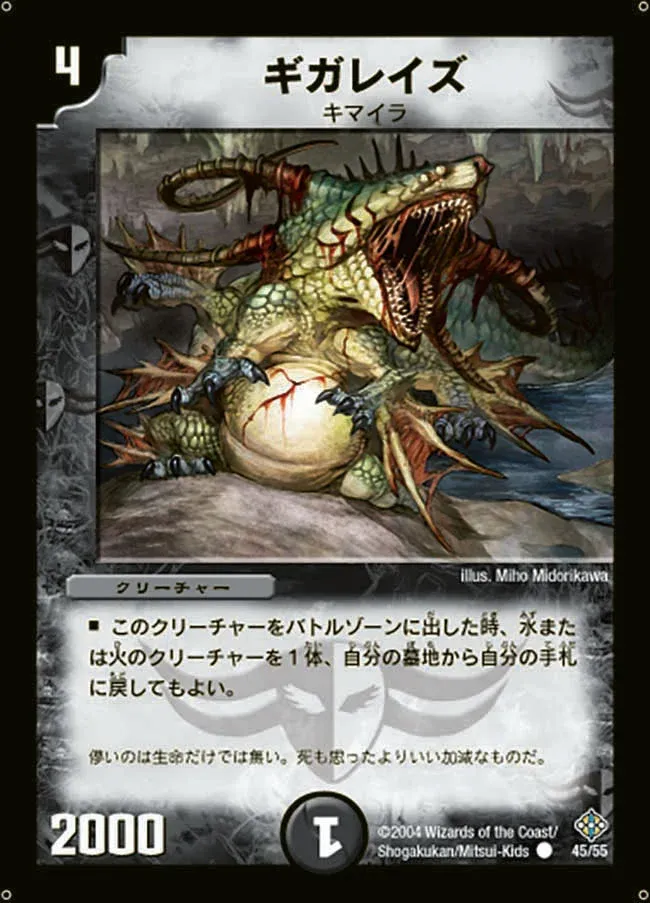 4
ギガレイズ
キマイラ
illus. Miho Midorikawa
クリーチャー
■ このクリーチャーをバトルゾーンに出した時、水また
は火のクリーチャーを1体、自分の墓地から自分の手札
に戻してもよい。
儚いのは生命だけでは無い。死も思ったよりいい加減なものだ。
2000
1
©2004 Wizards of the Coast/
Shogakukan/Mitsui-Kids
45/55